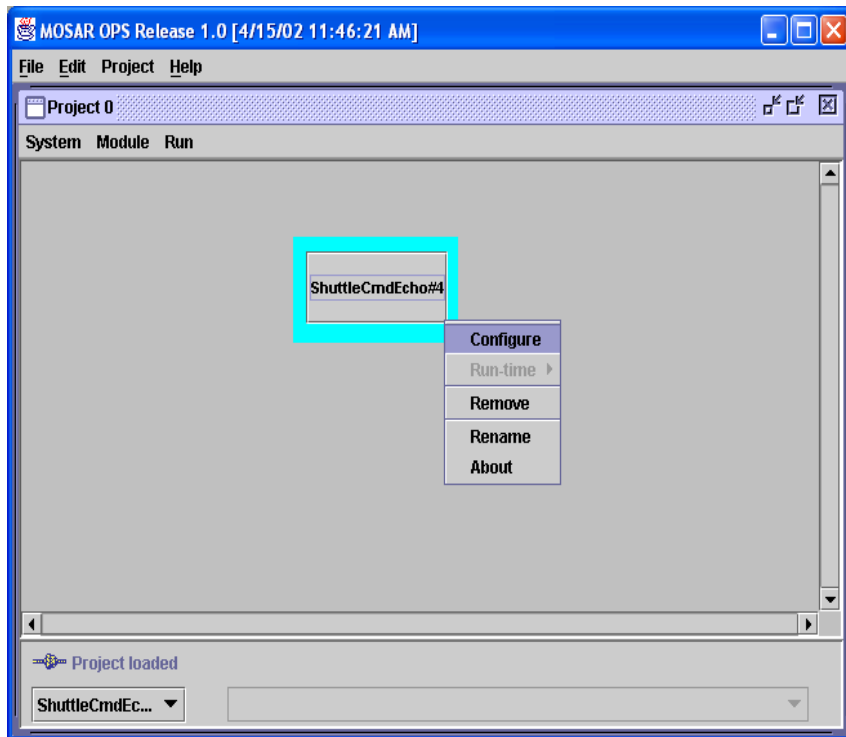 MOSAR OPS Release 1.0 [4/15/02 11:46:21 AM]
File Edit Project Help
Project 0
System Module Run
ShuttleCmdEcho#4
Configure
Run-time
Remove
Rename
About
Project loaded
ShuttleCmdEc...